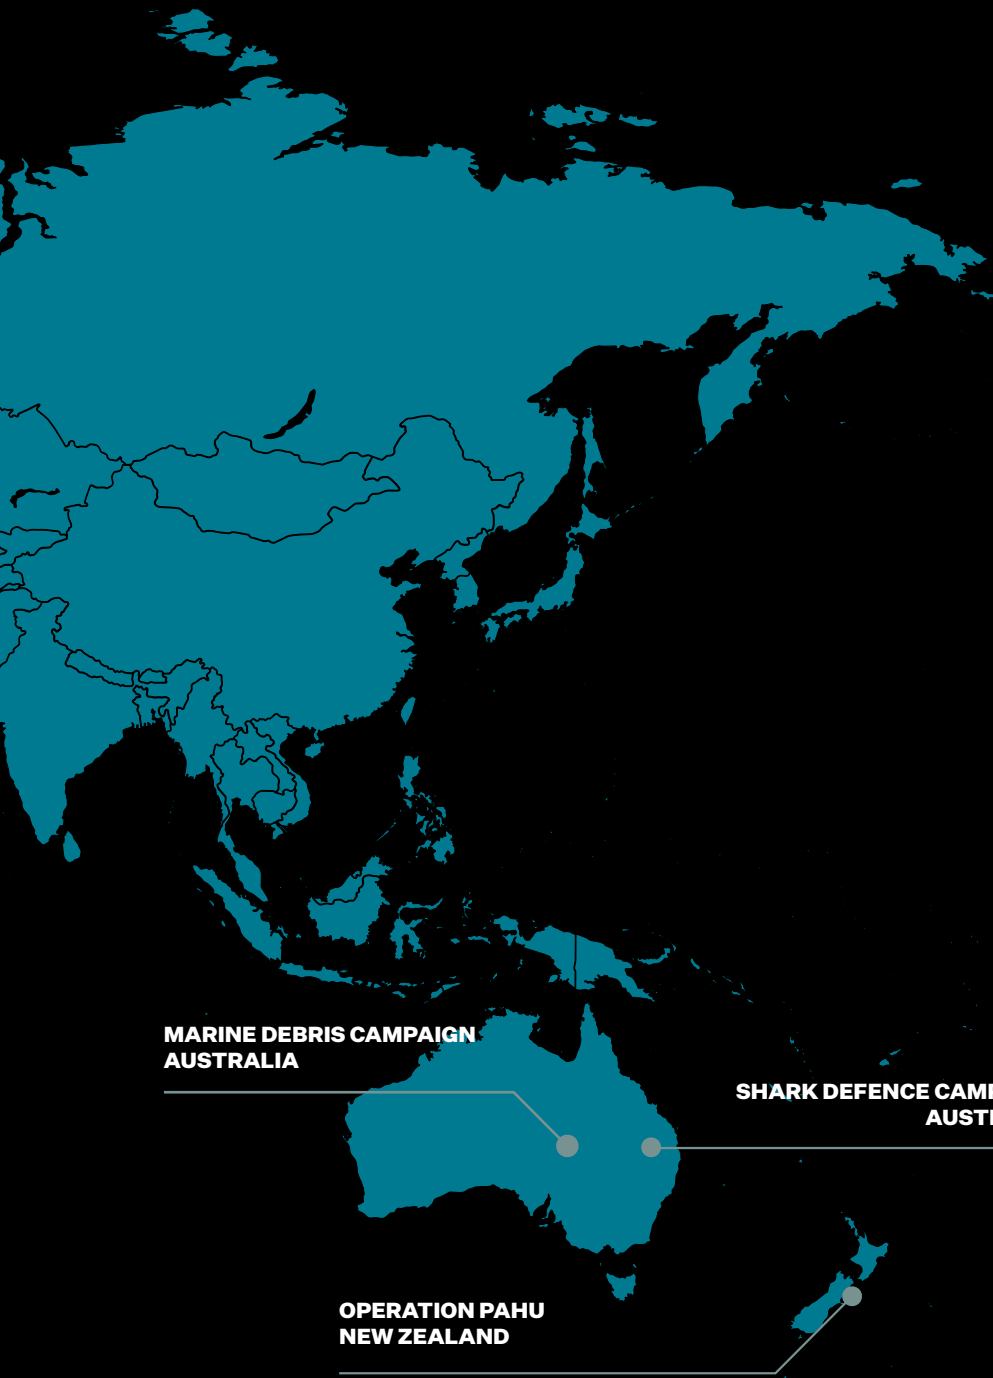 MARINE DEBRIS CAMPAIGN
AUSTRALIA
SHARK DEFENCE
OPERATION PAHU
NEW ZEALAND